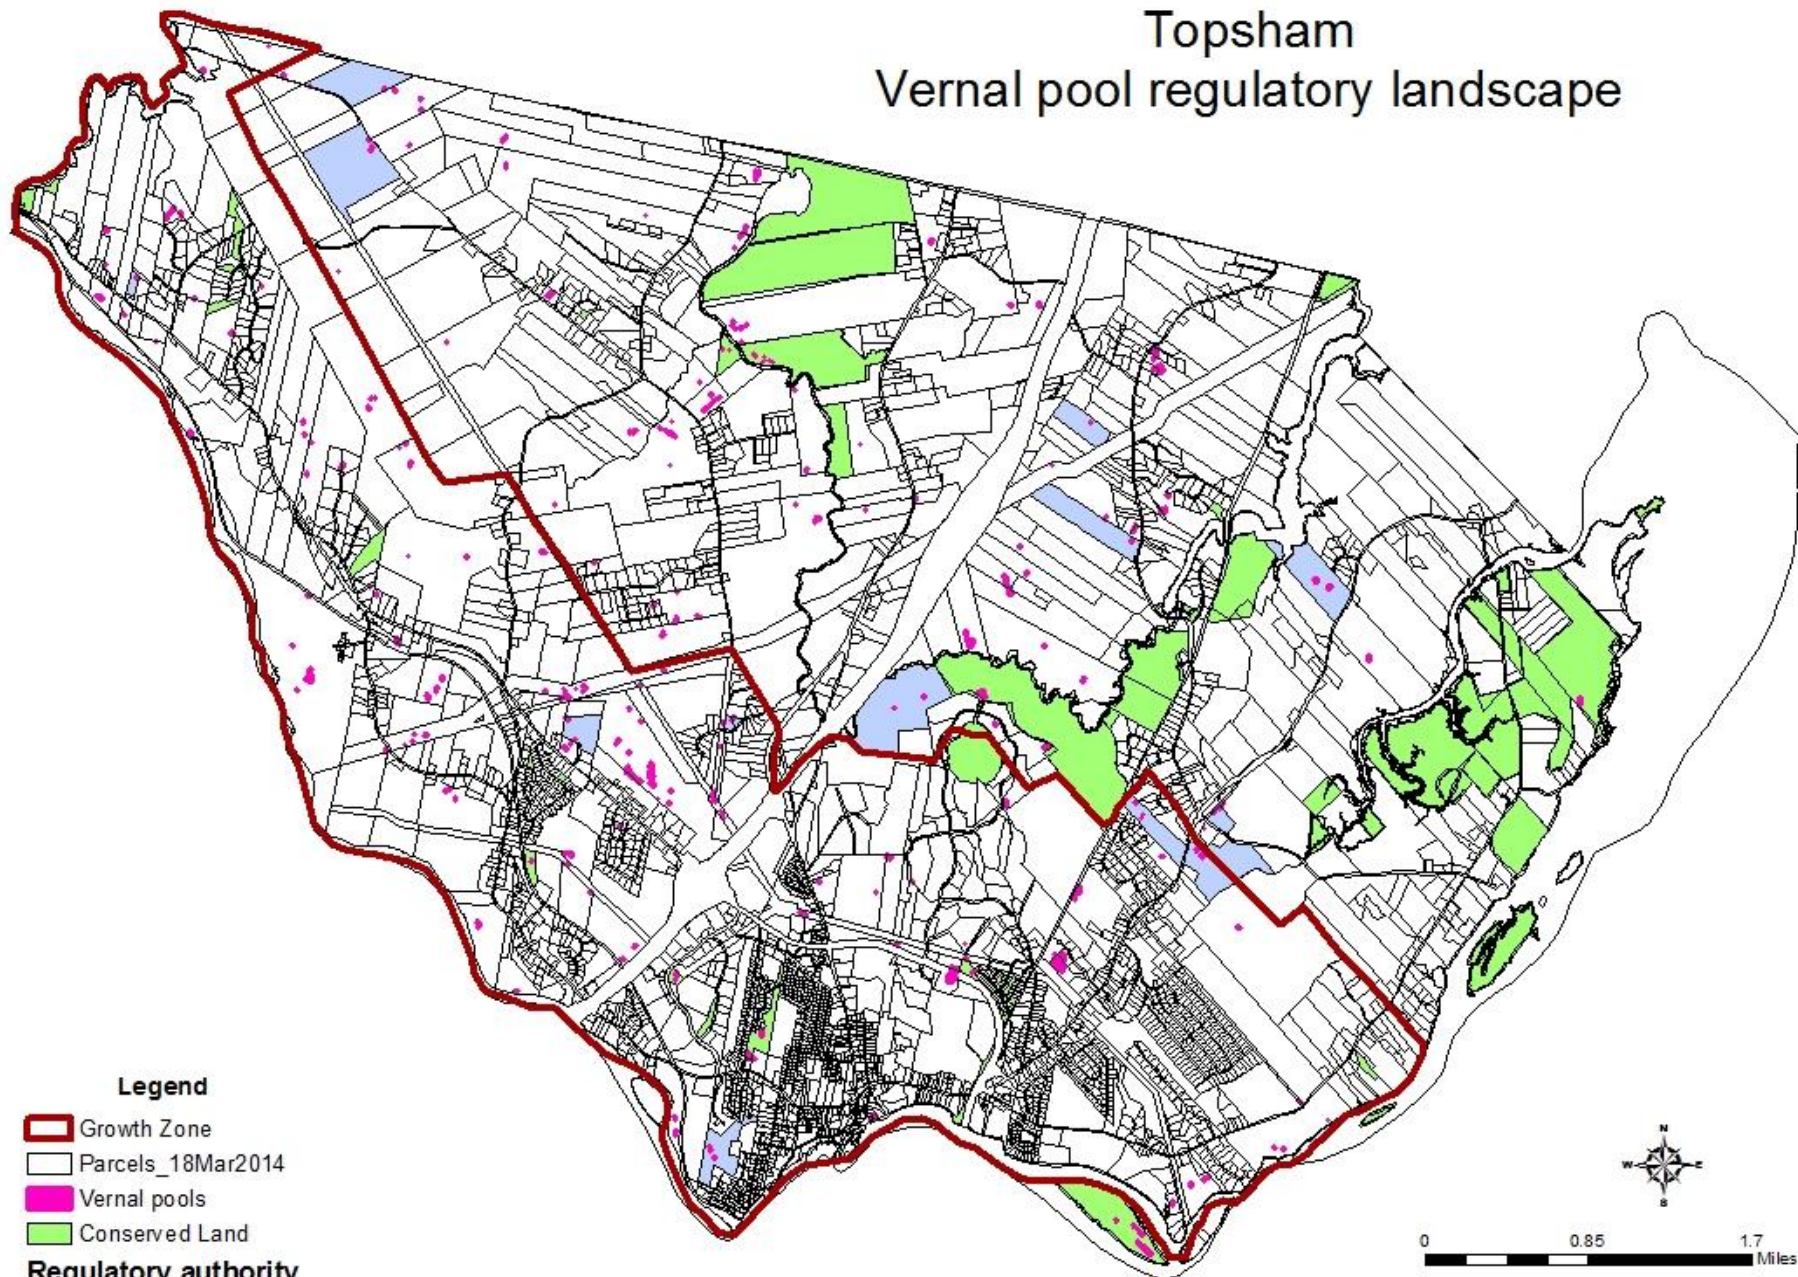 Topsham
Vernal pool regulatory landscape
Legend
Growth Zone
Parcels_18Mar2014
Vernal pools
Conserved Land
Regulatory authority
N
W E
S
0 0.85 1.7
Miles